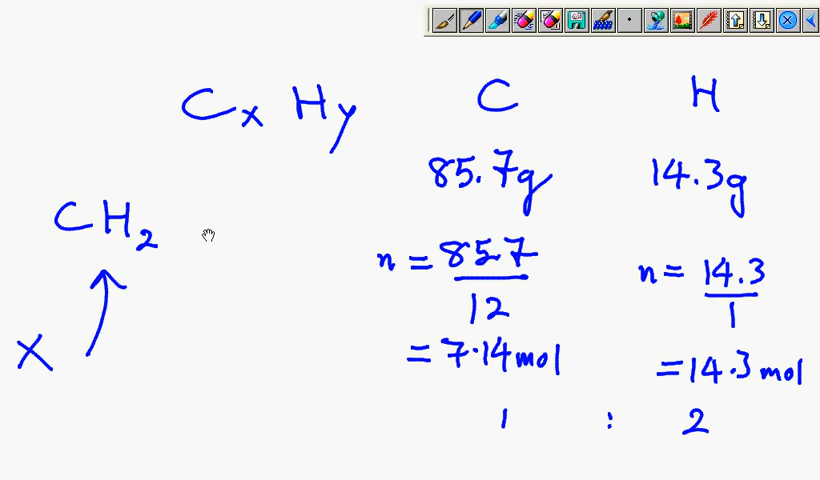 Cx Hy
C H
85.7g 14.3g
CH2
n = 85.7 / 12
n = 14.3 / 1
= 7.14 mol
= 14.3 mol
X
1 : 2